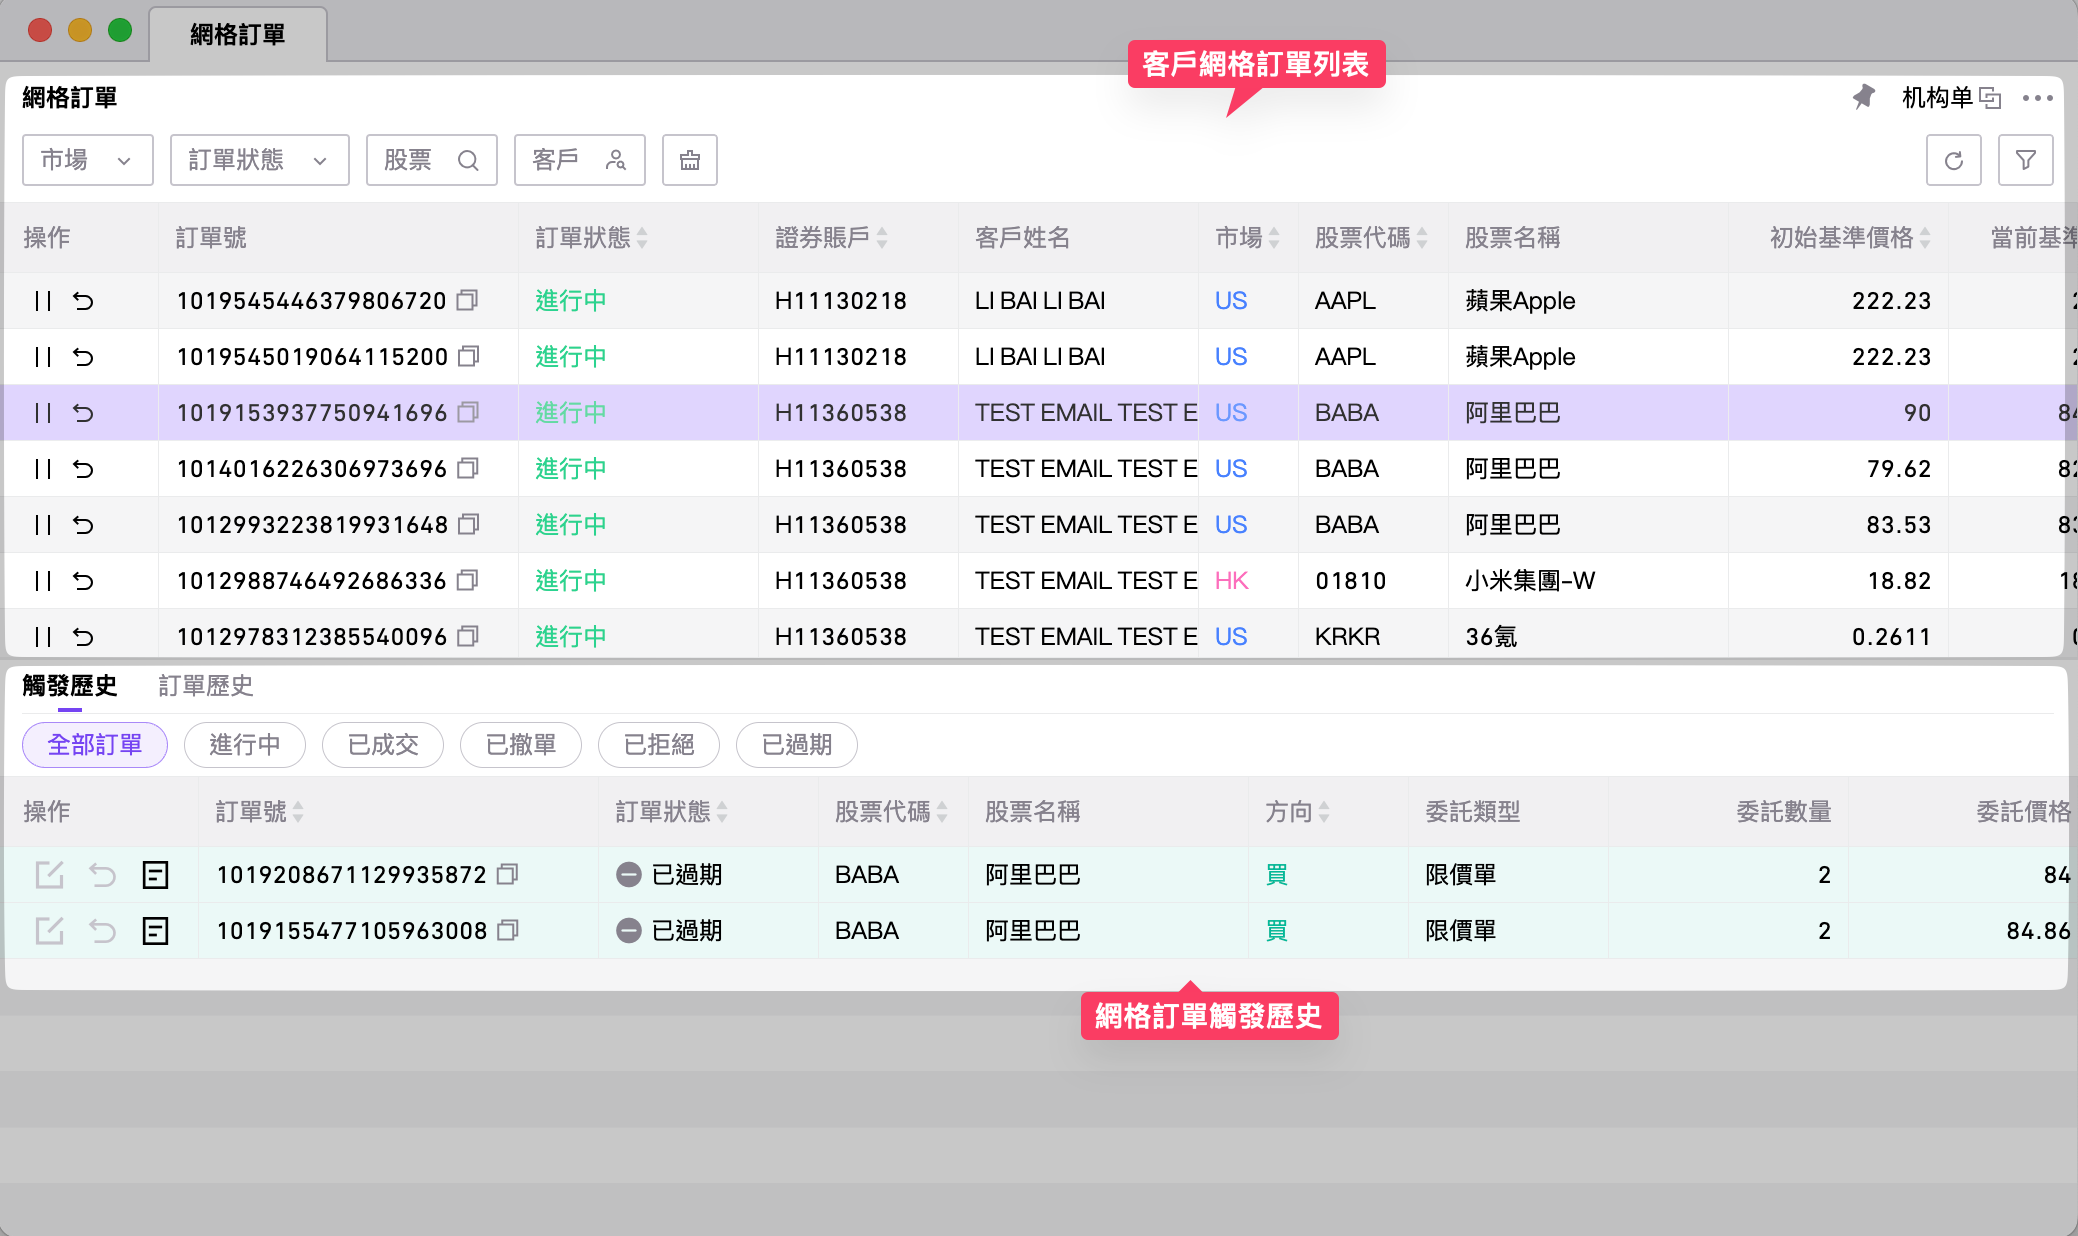 網格訂單
客戶網格訂單列表
網格訂單
机构单
市場 訂單狀態 股票 客戶
操作 訂單號 訂單狀態 證券賬戶 客戶姓名 市場 股票代碼 股票名稱 初始基準價格 當前基準
1019545446379806720 進行中 H11130218 LI BAI LI BAI US AAPL 蘋果Apple 222.23 2
1019545019064115200 進行中 H11130218 LI BAI LI BAI US AAPL 蘋果Apple 222.23 2
1019153937750941696 進行中 H11360538 TEST EMAIL TEST E US BABA 阿里巴巴 90 84
1014016226306973696 進行中 H11360538 TEST EMAIL TEST E US BABA 阿里巴巴 79.62 82
1012993223819931648 進行中 H11360538 TEST EMAIL TEST E US BABA 阿里巴巴 83.53 83
1012988746492686336 進行中 H11360538 TEST EMAIL TEST E HK 01810 小米集團-W 18.82 18
1012978312385540096 進行中 H11360538 TEST EMAIL TEST E US KRKR 36氪 0.2611 0
觸發歷史 訂單歷史
全部訂單 進行中 已成交 已撤單 已拒絕 已過期
操作 訂單號 訂單狀態 股票代碼 股票名稱 方向 委託類型 委託數量 委託價格
1019208671129935872 已過期 BABA 阿里巴巴 買 限價單 2 84
1019155477105963008 已過期 BABA 阿里巴巴 買 限價單 2 84.86
網格訂單觸發歷史